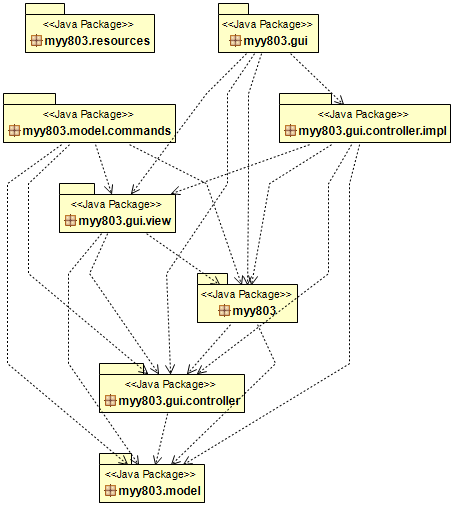 <<Java Package>>
myy803.resources
<<Java Package>>
myy803.gui
<<Java Package>>
myy803.model.commands
<<Java Package>>
myy803.gui.controller.impl
<<Java Package>>
myy803.gui.view
<<Java Package>>
myy803
<<Java Package>>
myy803.gui.controller
<<Java Package>>
myy803.model